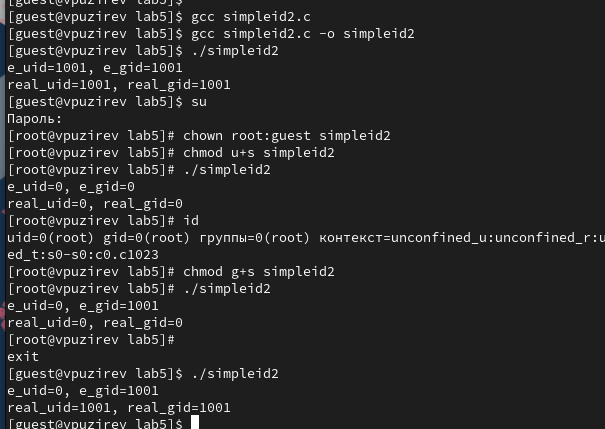 [guest@vpuzirev lab5]$
[guest@vpuzirev lab5]$ gcc simpleid2.c
[guest@vpuzirev lab5]$ gcc simpleid2.c -o simpleid2
[guest@vpuzirev lab5]$ ./simpleid2
e_uid=1001, e_gid=1001
real_uid=1001, real_gid=1001
[guest@vpuzirev lab5]$ su
Пароль:
[root@vpuzirev lab5]# chown root:guest simpleid2
[root@vpuzirev lab5]# chmod u+s simpleid2
[root@vpuzirev lab5]# ./simpleid2
e_uid=0, e_gid=0
real_uid=0, real_gid=0
[root@vpuzirev lab5]# id
uid=0(root) gid=0(root) группы=0(root) контекст=unconfined_u:unconfined_r:u
ed_t:s0-s0:c0.c1023
[root@vpuzirev lab5]# chmod g+s simpleid2
[root@vpuzirev lab5]# ./simpleid2
e_uid=0, e_gid=1001
real_uid=0, real_gid=0
[root@vpuzirev lab5]#
exit
[guest@vpuzirev lab5]$ ./simpleid2
e_uid=0, e_gid=1001
real_uid=1001, real_gid=1001
[guest@vpuzirev lab5]$